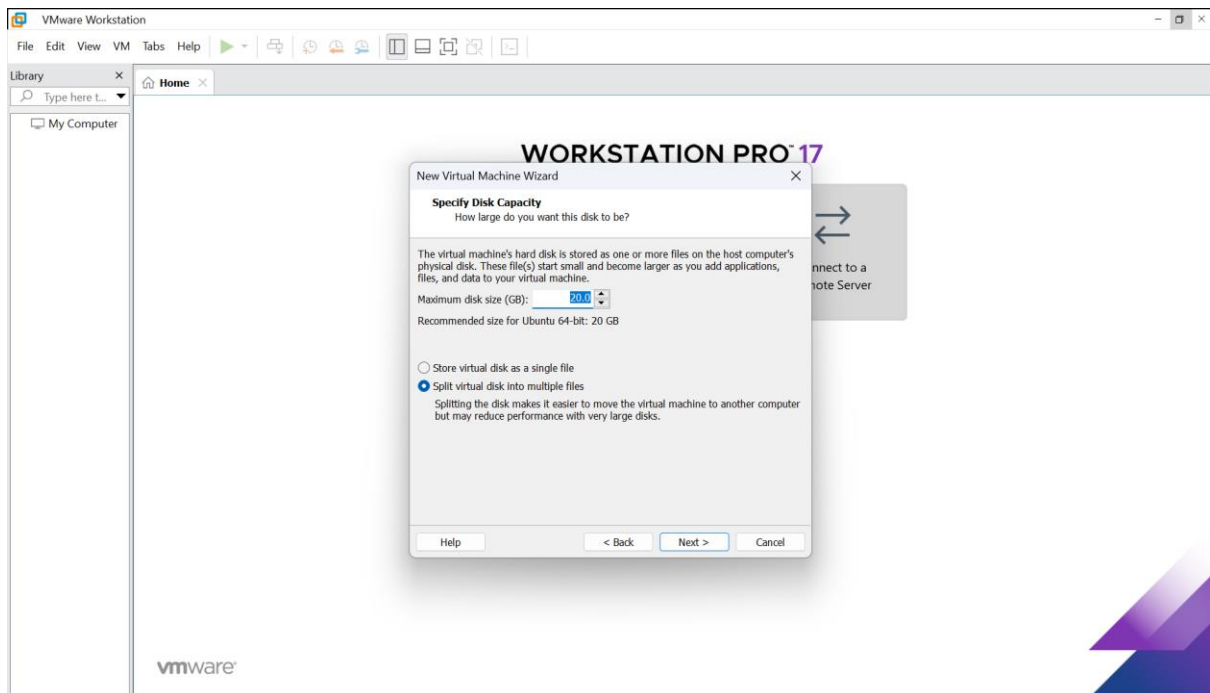 VMware Workstation
File Edit View VM Tabs Help
Library
Type here t...
My Computer
Home
WORKSTATION PRO™ 17
New Virtual Machine Wizard
Specify Disk Capacity
How large do you want this disk to be?
The virtual machine's hard disk is stored as one or more files on the host computer's
physical disk. These file(s) start small and become larger as you add applications,
files, and data to your virtual machine.
Maximum disk size (GB): 20.0
Recommended size for Ubuntu 64-bit: 20 GB
Store virtual disk as a single file
Split virtual disk into multiple files
Splitting the disk makes it easier to move the virtual machine to another computer
but may reduce performance with very large disks.
Help < Back Next > Cancel
nnect to a
note Server
vmware®